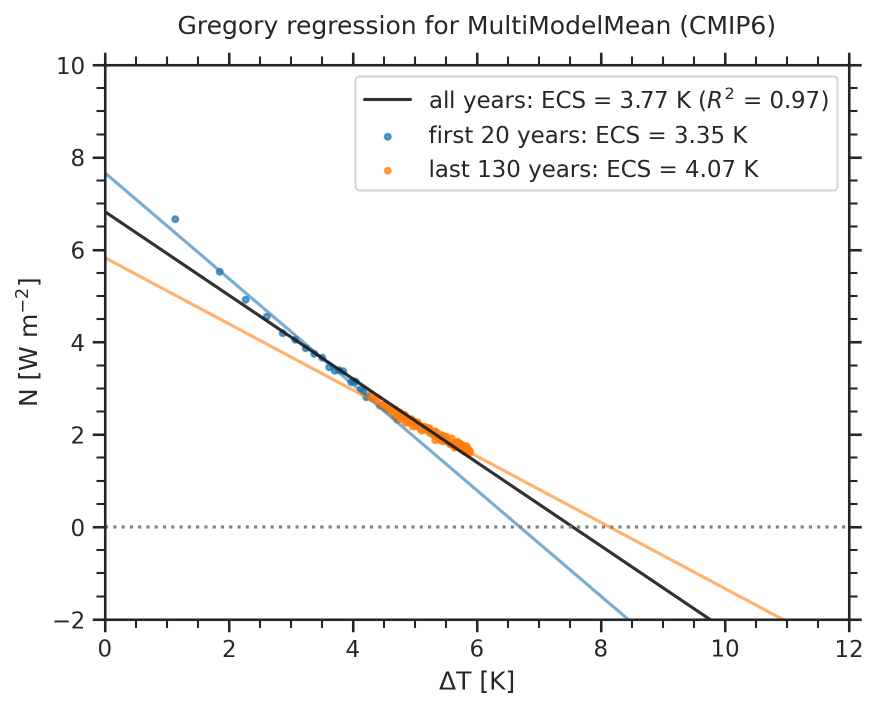 Gregory regression for MultiModelMean (CMIP6)
all years: ECS = 3.77 K (R² = 0.97)
first 20 years: ECS = 3.35 K
last 130 years: ECS = 4.07 K
10
8
6
4
2
0
−2
N [W m⁻²]
0 2 4 6 8 10 12
ΔT [K]